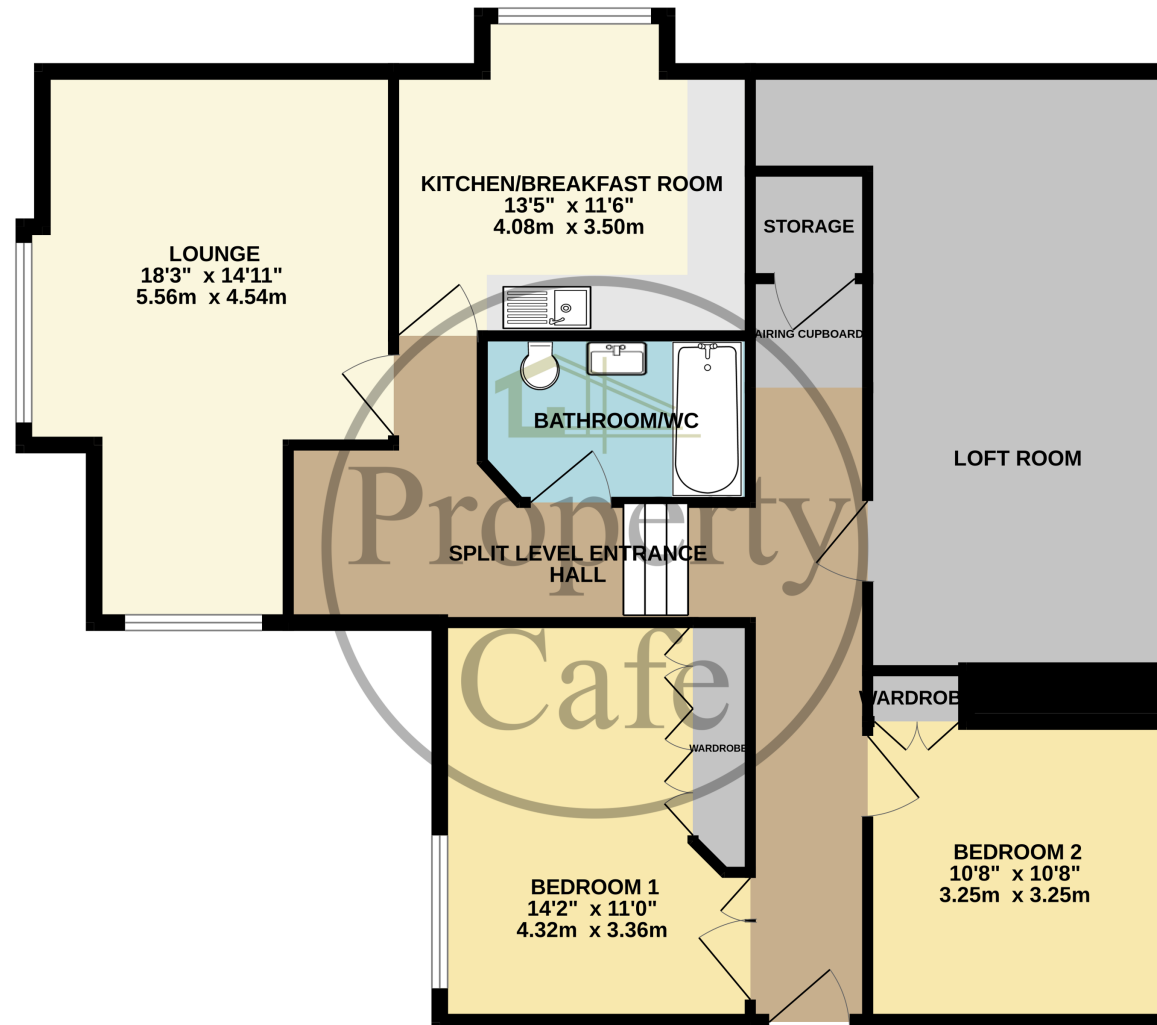 KITCHEN/BREAKFAST ROOM
13'5" x 11'6"
4.08m x 3.50m
STORAGE
LOUNGE
18'3" x 14'11"
5.56m x 4.54m
AIRING CUPBOARD
BATHROOM/WC
LOFT ROOM
Property
SPLIT LEVEL ENTRANCE
HALL
Cafe
WARDROB
WARDROBE
BEDROOM 2
10'8" x 10'8"
3.25m x 3.25m
BEDROOM 1
14'2" x 11'0"
4.32m x 3.36m